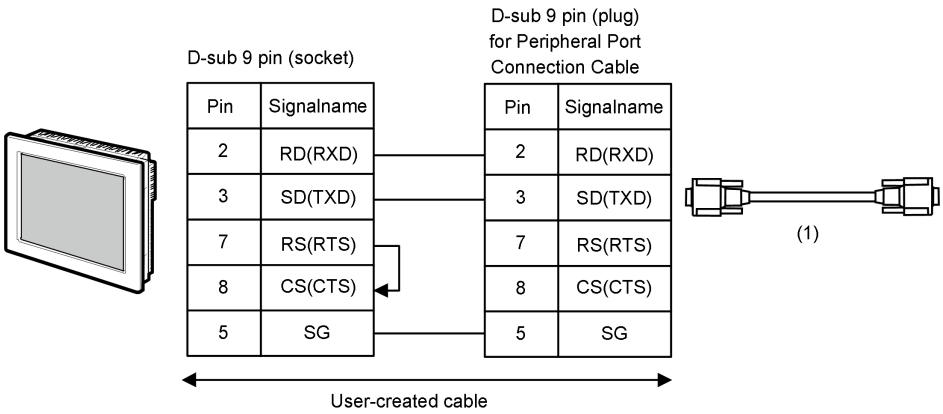 D-sub 9 pin (plug)
for Peripheral Port
Connection Cable
D-sub 9 pin (socket)
Pin Signalname Pin Signalname
2 RD(RXD) 2 RD(RXD)
3 SD(TXD) 3 SD(TXD)
7 RS(RTS) 7 RS(RTS)
8 CS(CTS) 8 CS(CTS)
5 SG 5 SG
(1)
User-created cable